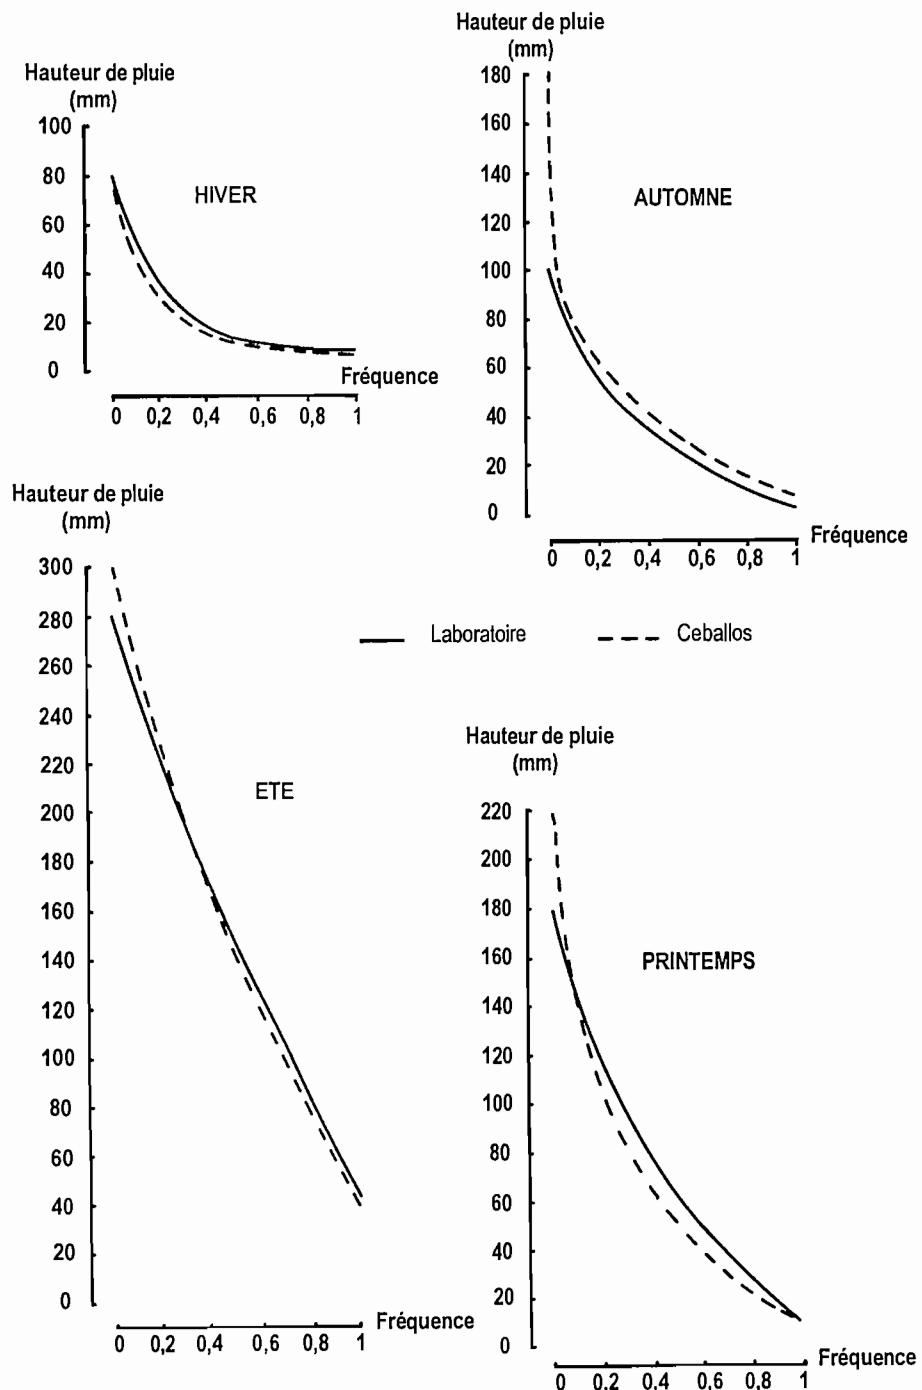 Hauteur de pluie
(mm)
100
80
60
40
20
0
HIVER
Fréquence
0 0,2 0,4 0,6 0,8 1
Hauteur de pluie
(mm)
180
160
140
120
100
80
60
40
20
0
AUTOMNE
Fréquence
0 0,2 0,4 0,6 0,8 1
Laboratoire Ceballos
Hauteur de pluie
(mm)
300
280
260
240
220
200
180
160
140
120
100
80
60
40
20
0
ETE
Fréquence
0 0,2 0,4 0,6 0,8 1
Hauteur de pluie
(mm)
220
200
180
160
140
120
100
80
60
40
20
0
PRINTEMPS
Fréquence
0 0,2 0,4 0,6 0,8 1